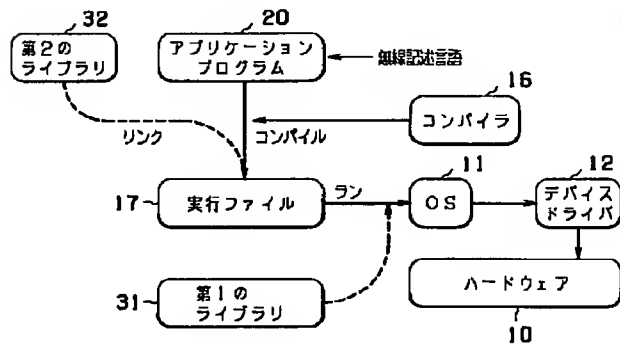 32
第2の
ライブラリ
20
アプリケーション
プログラム
無線記述言語
16
コンパイラ
リンク
コンパイル
17
実行ファイル
ラン
11
OS
12
デバイス
ドライバ
31
第1の
ライブラリ
ハードウェア
10